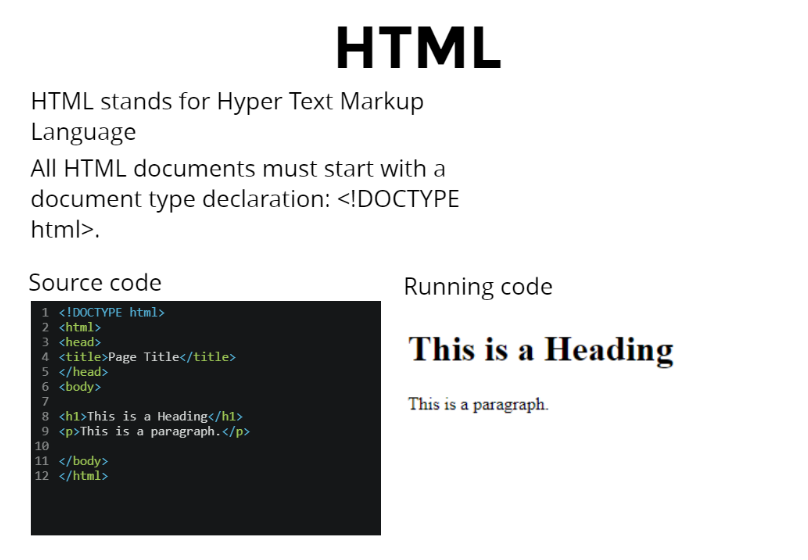 HTML
HTML stands for Hyper Text Markup
Language
All HTML documents must start with a
document type declaration: <!DOCTYPE
html>.
Source code
1 <!DOCTYPE html>
2 <html>
3 <head>
4 <title>Page Title</title>
5 </head>
6 <body>
7
8 <h1>This is a Heading</h1>
9 <p>This is a paragraph.</p>
10
11 </body>
12 </html>
Running code
This is a Heading
This is a paragraph.